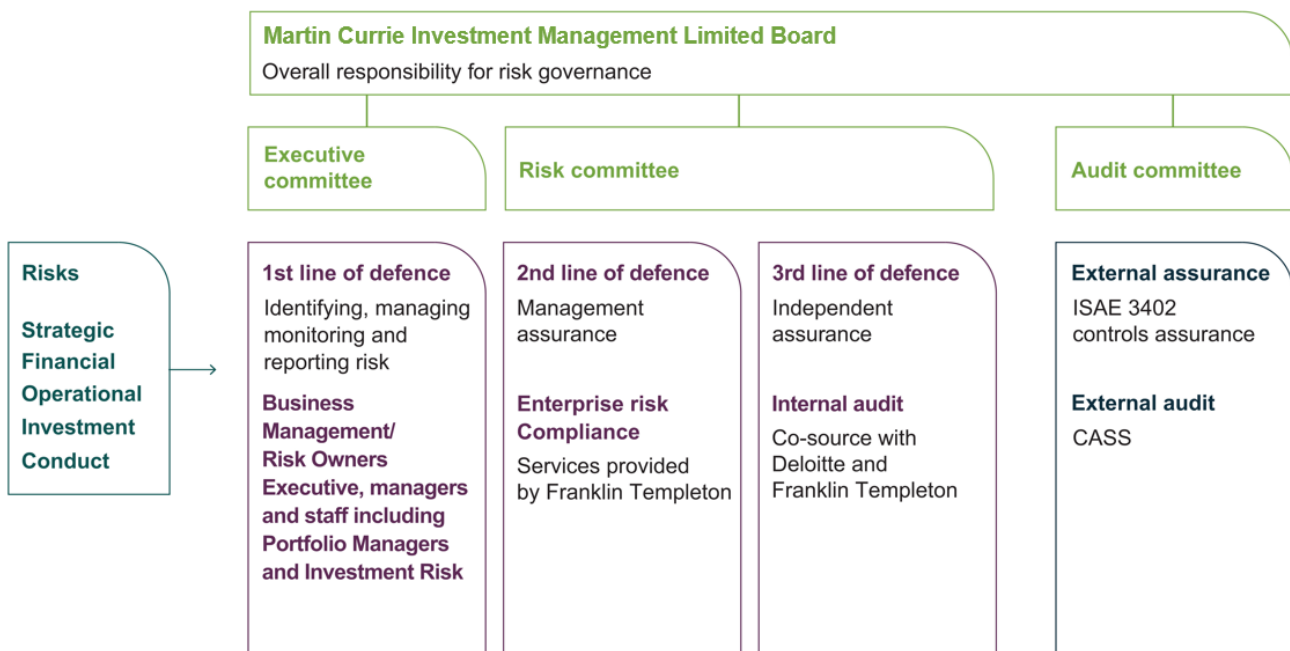 Martin Currie Investment Management Limited Board
Overall responsibility for risk governance
Executive
committee
Risk committee
Audit committee
Risks
Strategic
Financial
Operational
Investment
Conduct
1st line of defence
Identifying, managing
monitoring and
reporting risk
Business
Management/
Risk Owners
Executive, managers
and staff including
Portfolio Managers
and Investment Risk
2nd line of defence
Management
assurance
Enterprise risk
Compliance
Services provided
by Franklin Templeton
3rd line of defence
Independent
assurance
Internal audit
Co-source with
Deloitte and
Franklin Templeton
External assurance
ISAE 3402
controls assurance
External audit
CASS